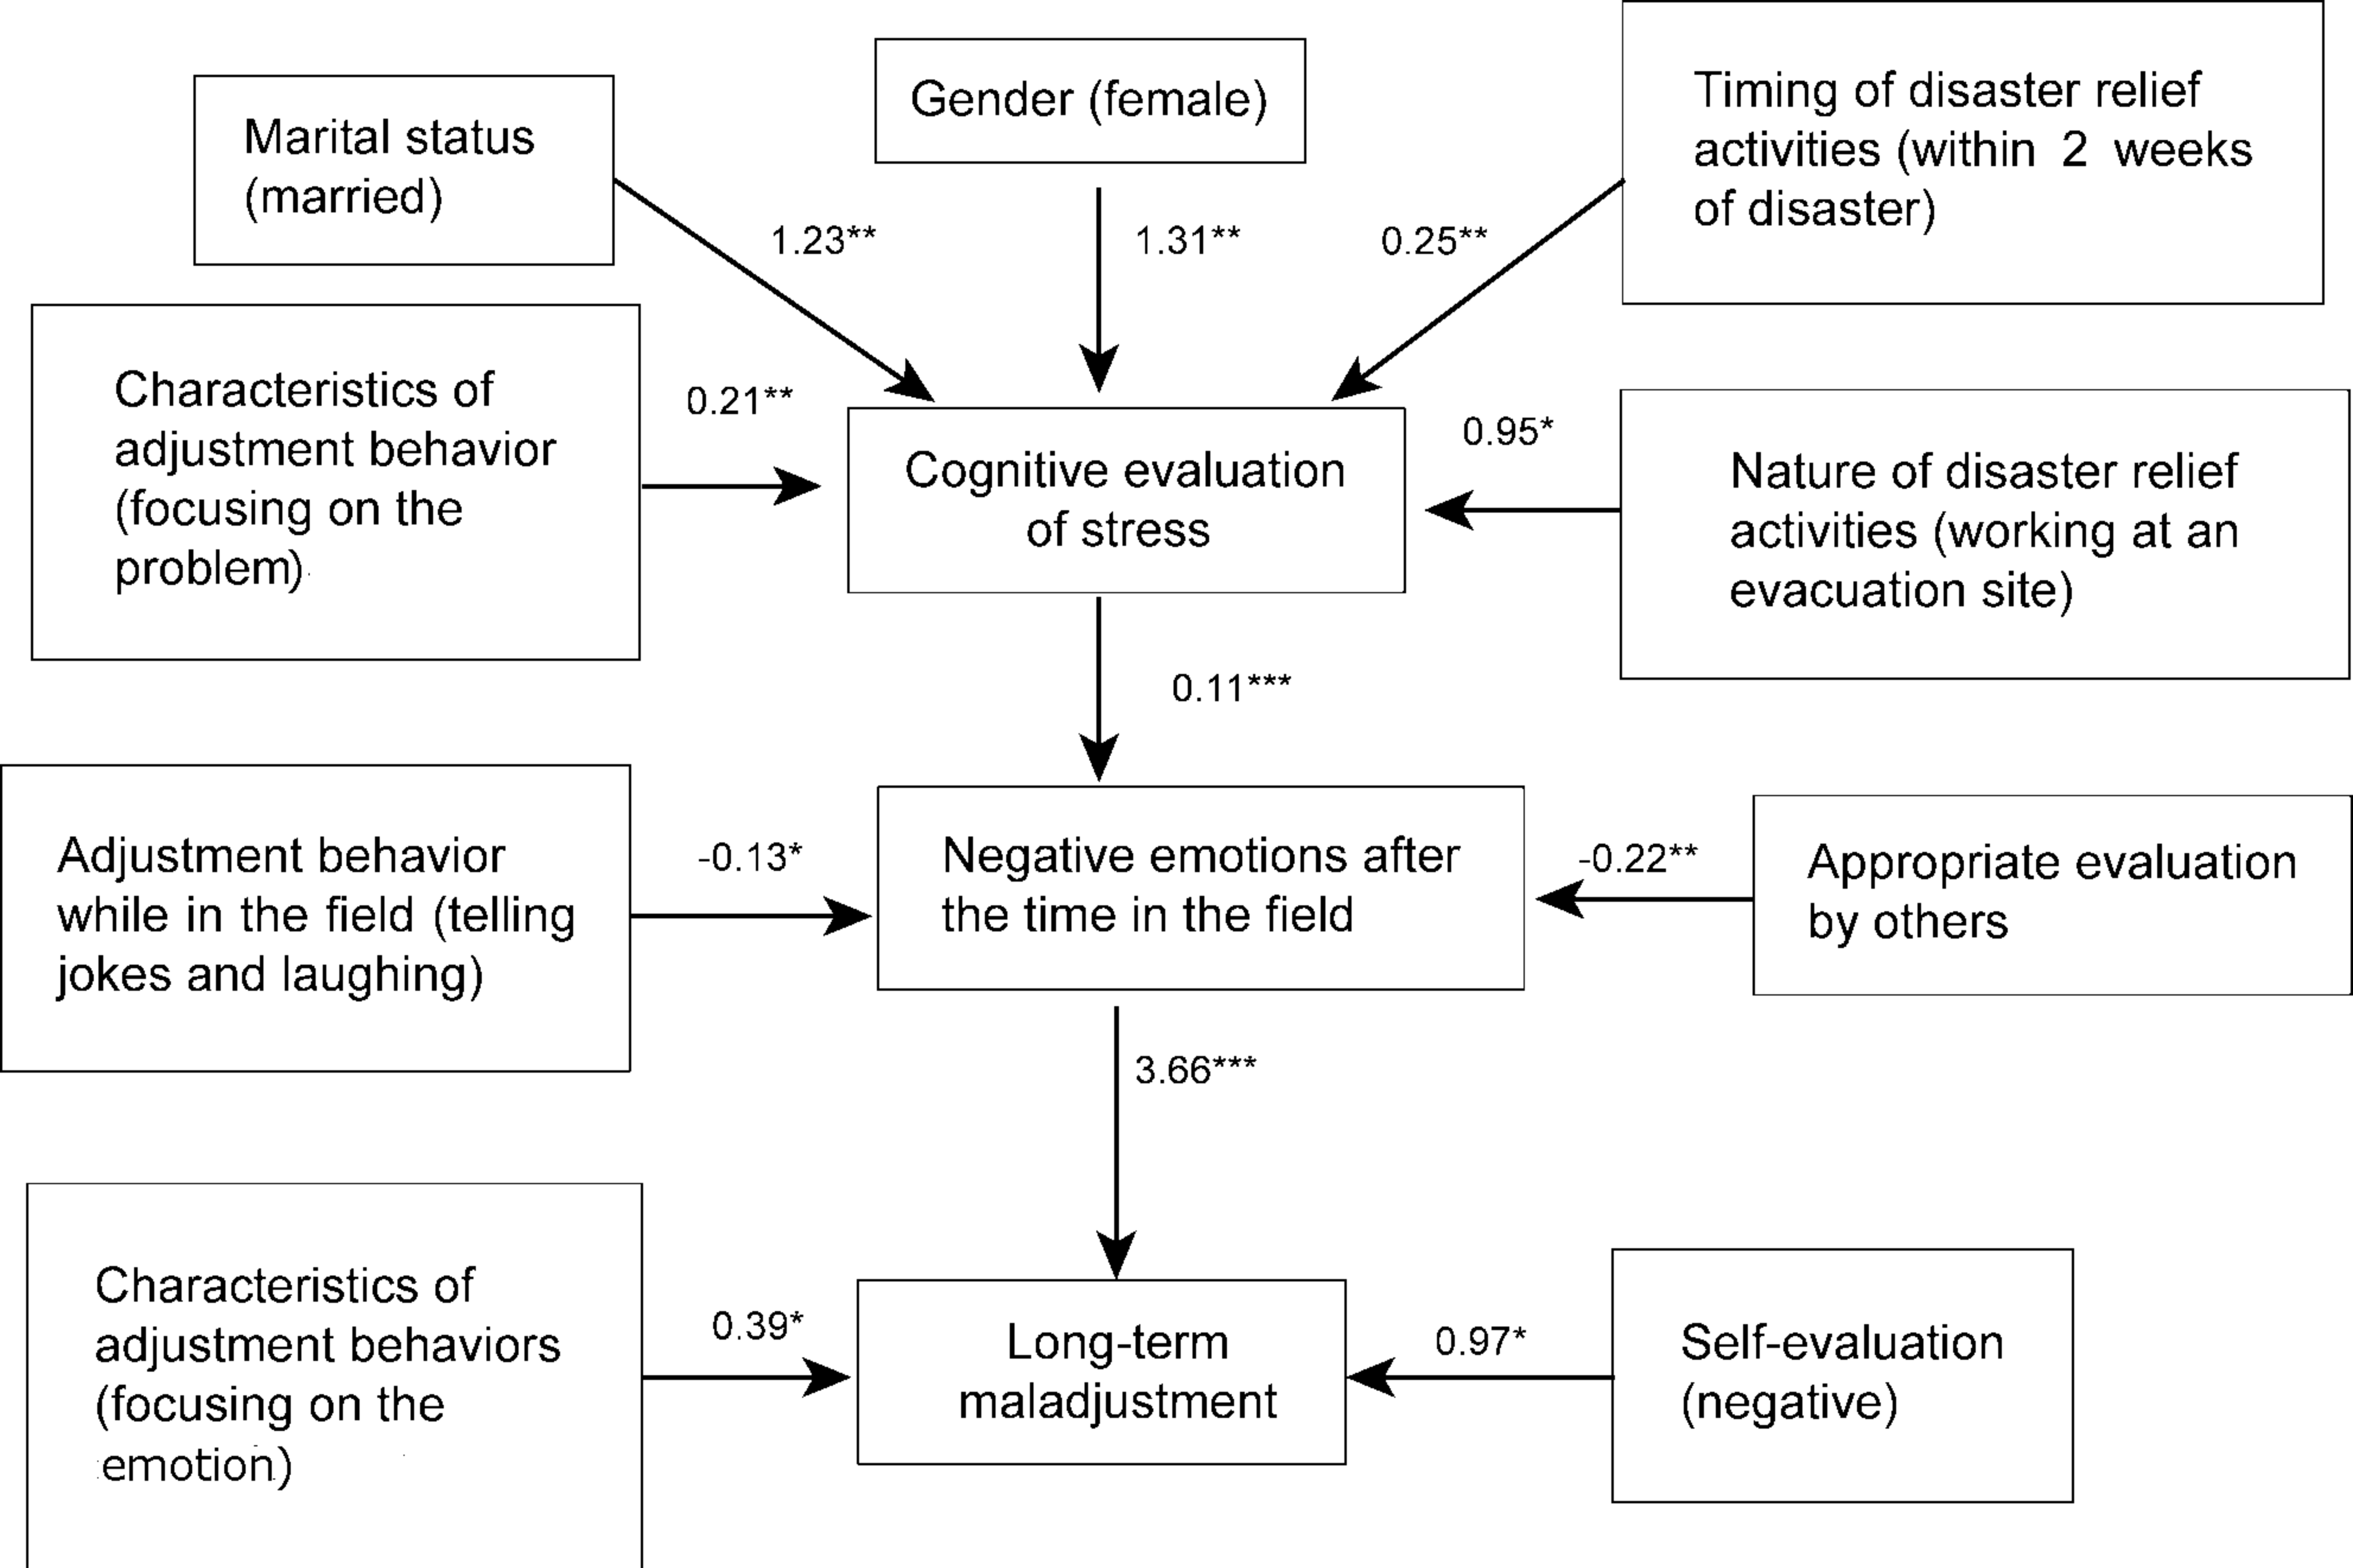 Gender (female)
Marital status
(married)
Timing of disaster relief
activities (within 2 weeks
of disaster)
1.23**
1.31**
0.25**
Characteristics of
adjustment behavior
(focusing on the
problem)
0.21**
Cognitive evaluation
of stress
0.95*
Nature of disaster relief
activities (working at an
evacuation site)
0.11***
Adjustment behavior
while in the field (telling
jokes and laughing)
-0.13*
Negative emotions after
the time in the field
-0.22**
Appropriate evaluation
by others
3.66***
Characteristics of
adjustment behaviors
(focusing on the
emotion)
0.39*
Long-term
maladjustment
0.97*
Self-evaluation
(negative)